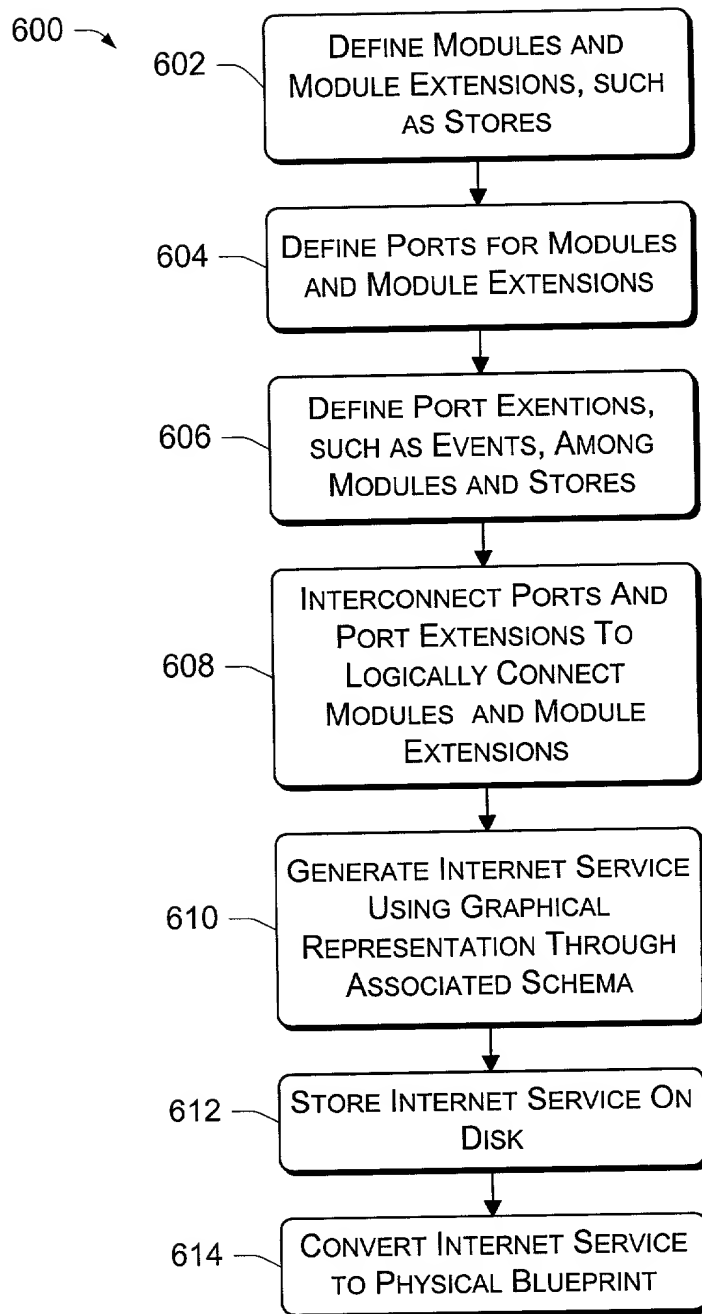 600
602
DEFINE MODULES AND
MODULE EXTENSIONS, SUCH
AS STORES
604
DEFINE PORTS FOR MODULES
AND MODULE EXTENSIONS
606
DEFINE PORT EXENTIONS,
SUCH AS EVENTS, AMONG
MODULES AND STORES
608
INTERCONNECT PORTS AND
PORT EXTENSIONS TO
LOGICALLY CONNECT
MODULES AND MODULE
EXTENSIONS
610
GENERATE INTERNET SERVICE
USING GRAPHICAL
REPRESENTATION THROUGH
ASSOCIATED SCHEMA
612
STORE INTERNET SERVICE ON
DISK
614
CONVERT INTERNET SERVICE
TO PHYSICAL BLUEPRINT